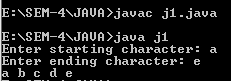 E:\SEM-4\JAVA>javac j1.java
E:\SEM-4\JAVA>java j1
Enter starting character: a
Enter ending character: e
a b c d e